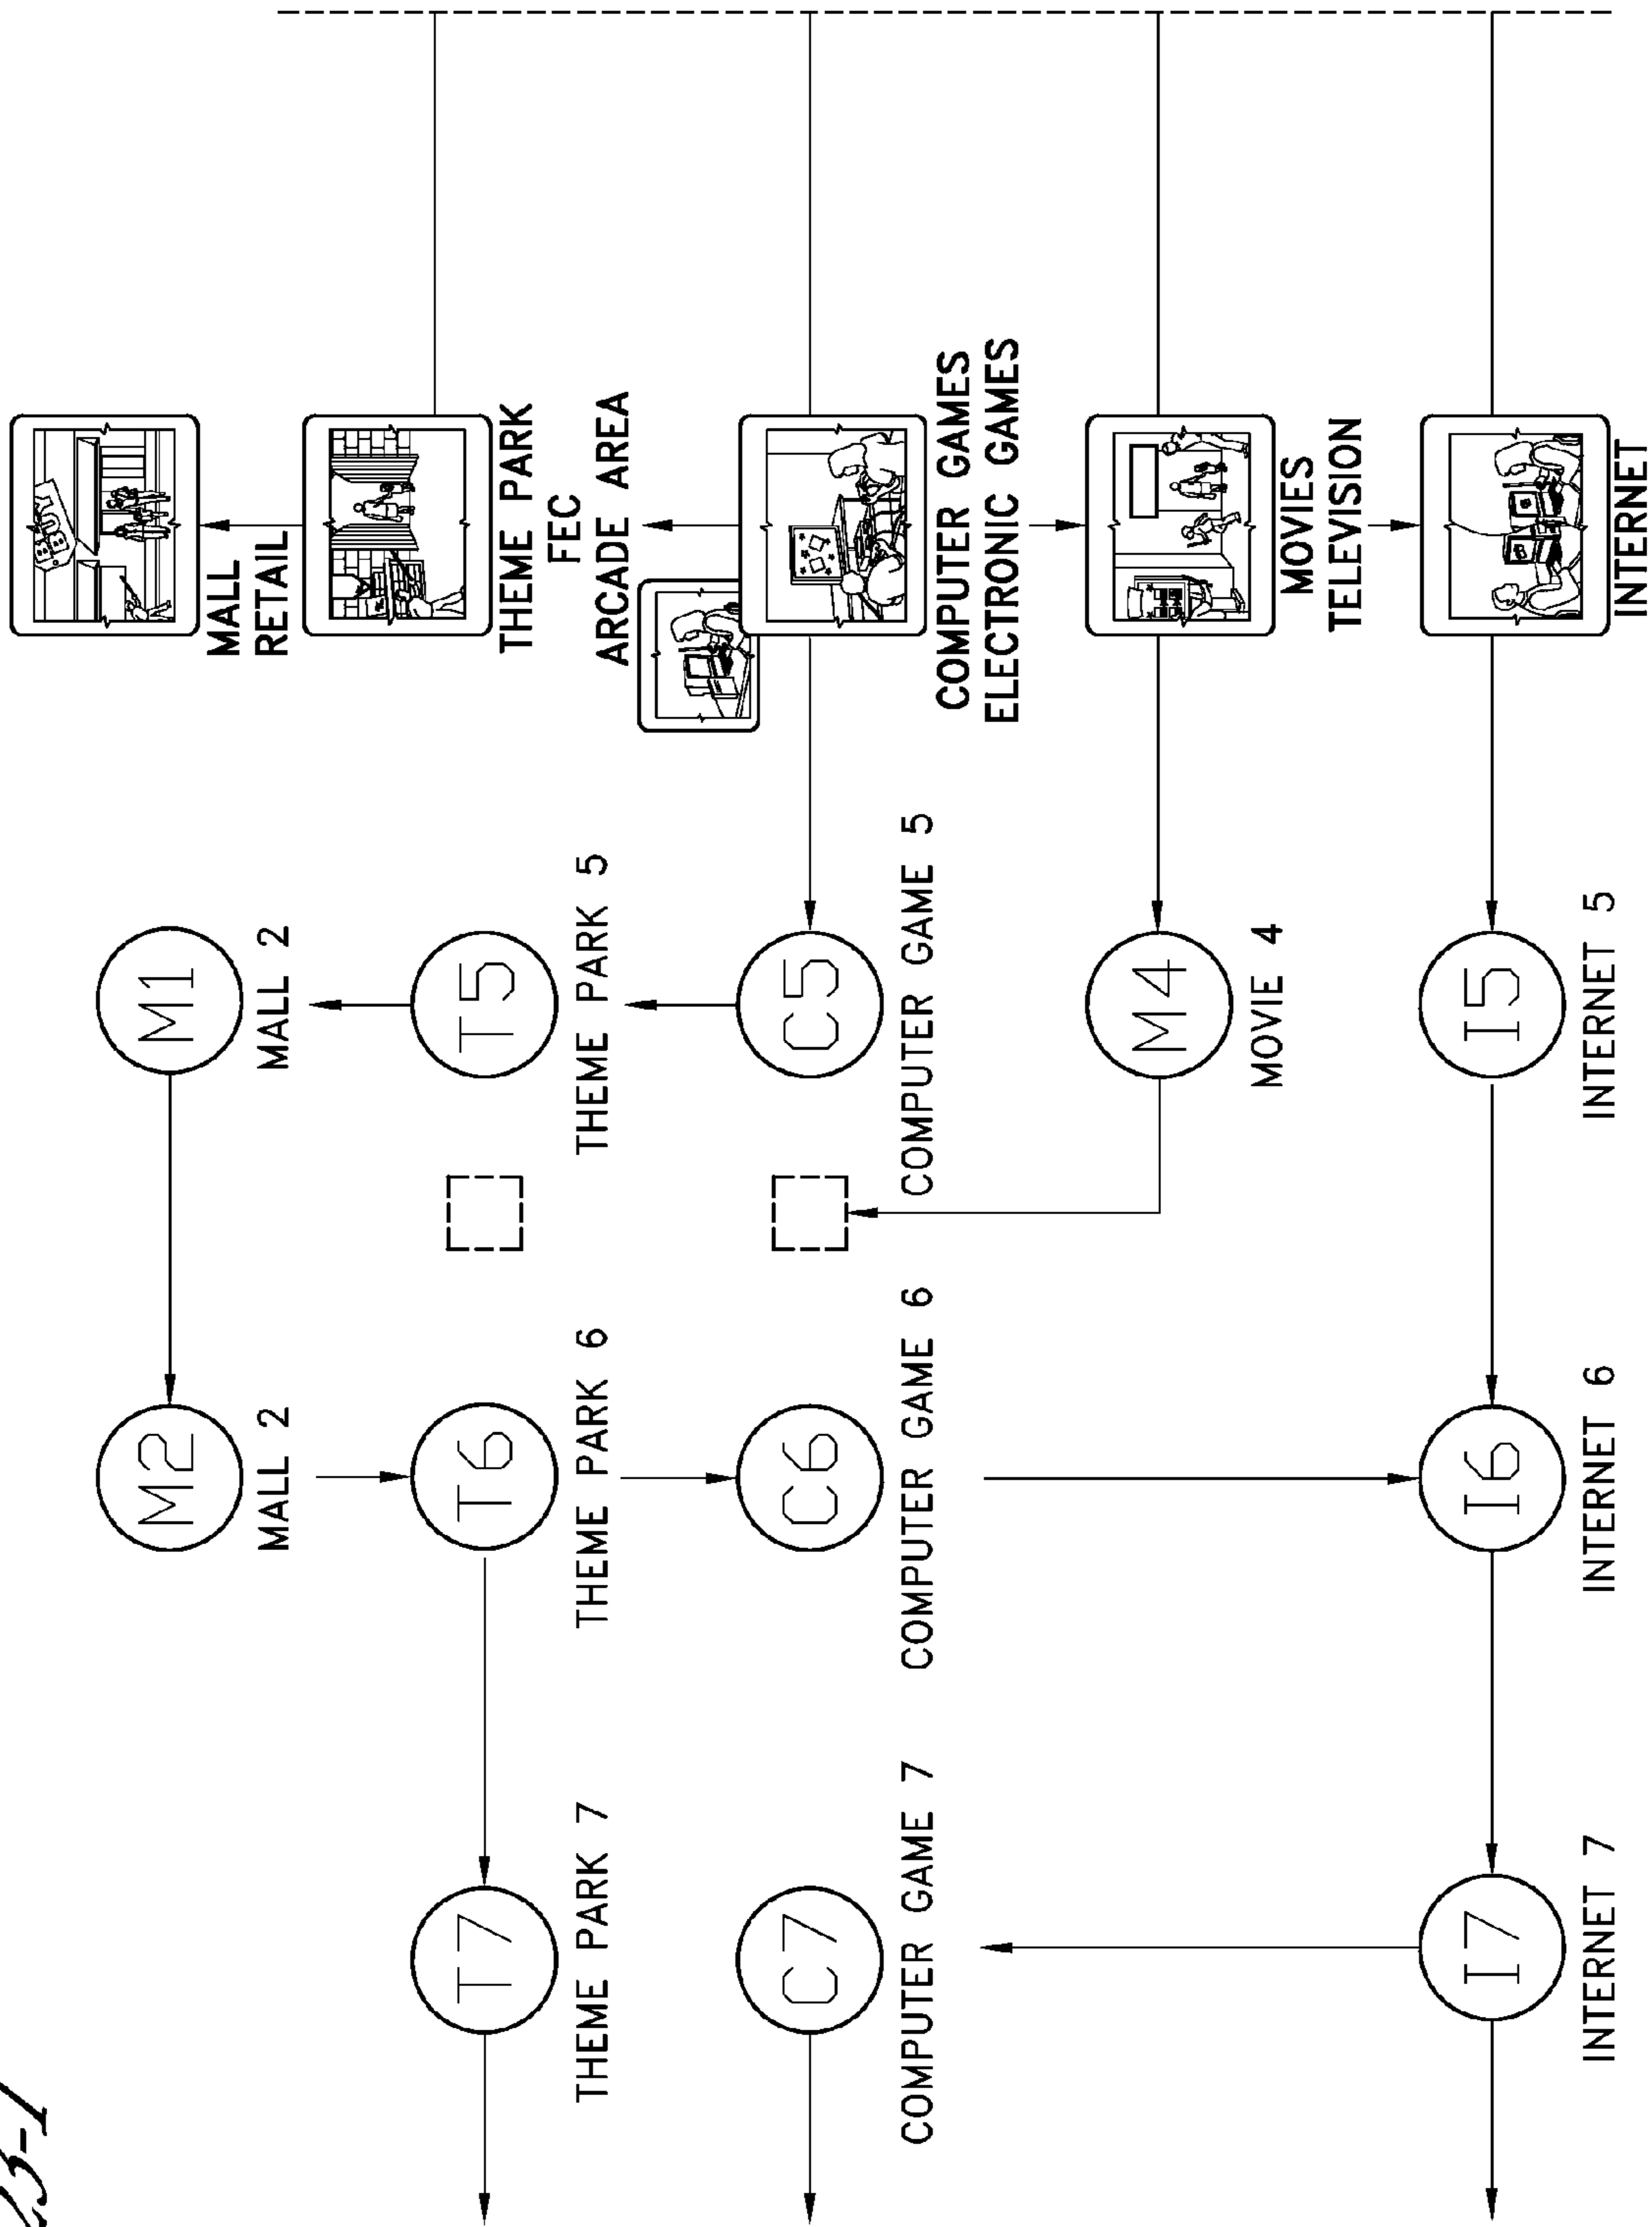 23-1
M2
M1
MALL 2
MALL 2
MALL
RETAIL
T7
T6
T5
THEME PARK 7
THEME PARK 6
THEME PARK 5
THEME PARK
FEC
ARCADE AREA
C7
C6
C5
COMPUTER GAME 7
COMPUTER GAME 6
COMPUTER GAME 5
COMPUTER GAMES
ELECTRONIC GAMES
M4
MOVIE 4
MOVIES
TELEVISION
I7
I6
I5
INTERNET 7
INTERNET 6
INTERNET 5
INTERNET